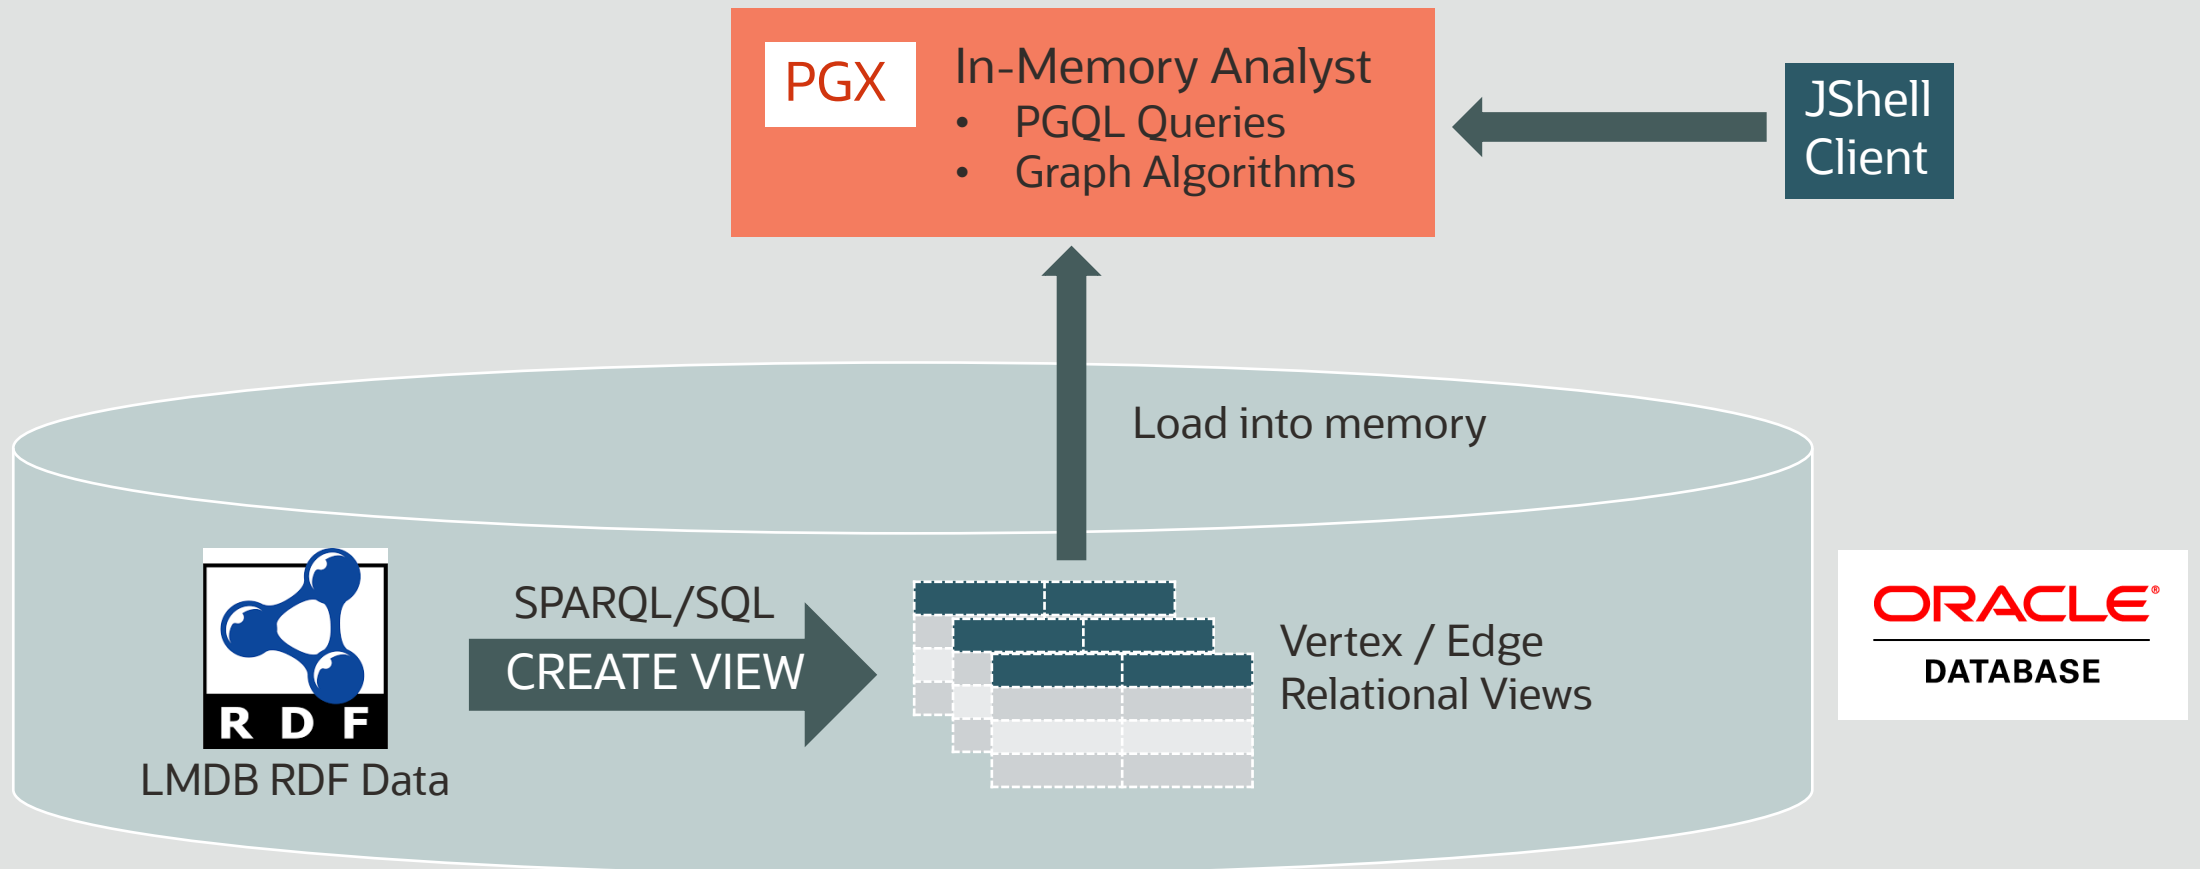 PGX
In-Memory Analyst
• PGQL Queries
• Graph Algorithms
JShell
Client
Load into memory
SPARQL/SQL
CREATE VIEW
RDF
LMDB RDF Data
Vertex / Edge
Relational Views
ORACLE®
DATABASE